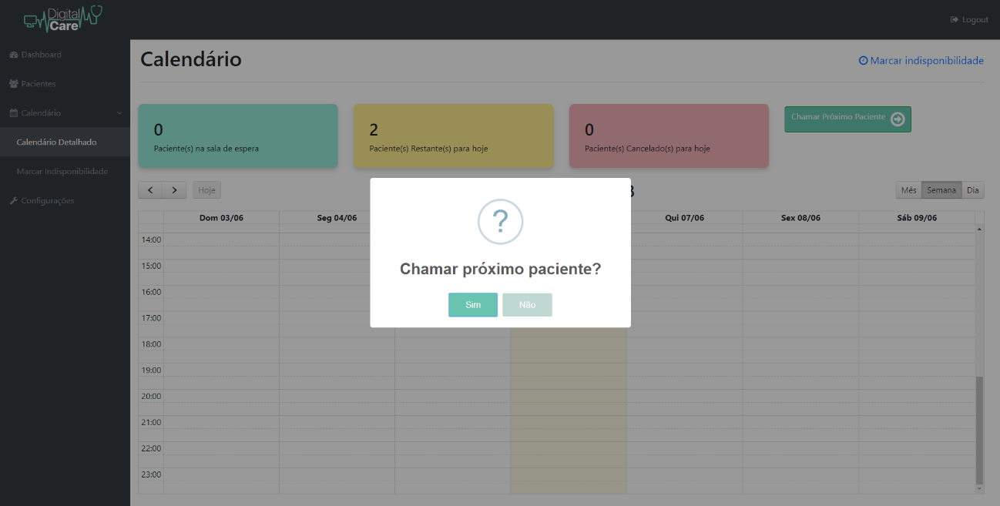 Digital
Care
Logout
Dashboard
Pacientes
Calendário
Calendário Detalhado
Marcar Indisponibilidade
Configurações
Calendário
Marcar indisponibilidade
0
Paciente(s) na sala de espera
2
Paciente(s) Restante(s) para hoje
0
Paciente(s) Cancelado(s) para hoje
Chamar Próximo Paciente
Hoje
Mês Semana Dia
Dom 03/06 Seg 04/06 Qui 07/06 Sex 08/06 Sáb 09/06
14:00
15:00
16:00
17:00
18:00
19:00
20:00
21:00
22:00
23:00
?
Chamar próximo paciente?
Sim Não